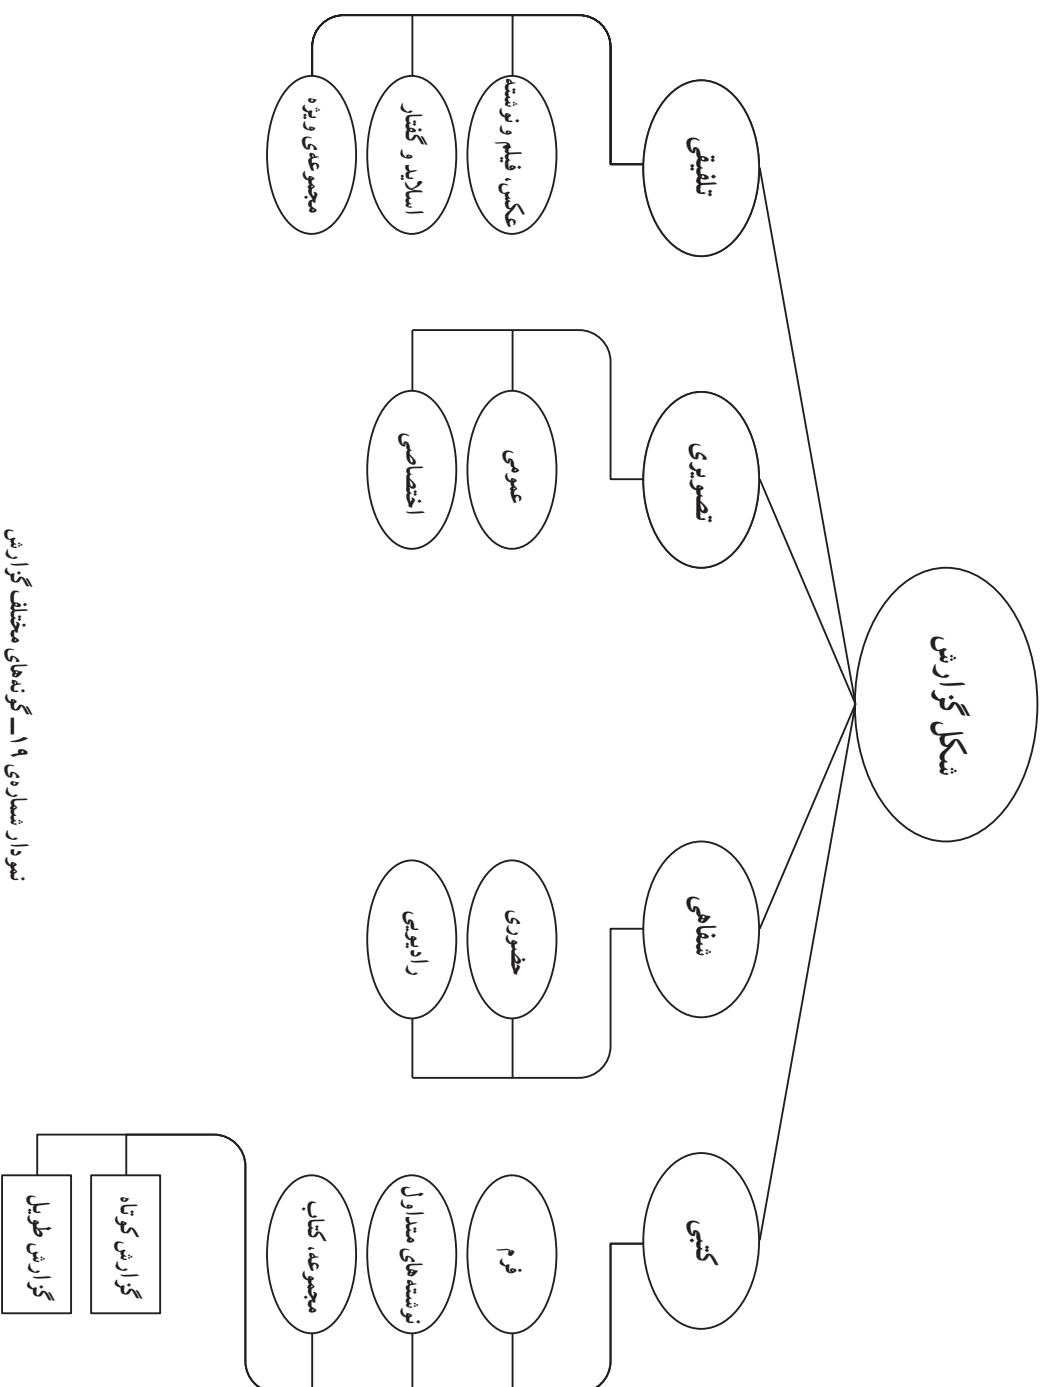 شکل گزارش
کتبی
شفاهی
تصویری
تلفیقی
فرم
نوشته‌های متداول
مجموعه، کتاب
گزارش کوتاه
گزارش طویل
حضوری
رادیویی
عمومی
اختصاصی
عکس، فیلم و نوشته
اسلاید و گفتار
مجموعه‌ی ویژه
نمودار شماره‌ی ۱۹ــ گونه‌های مختلف گزارش